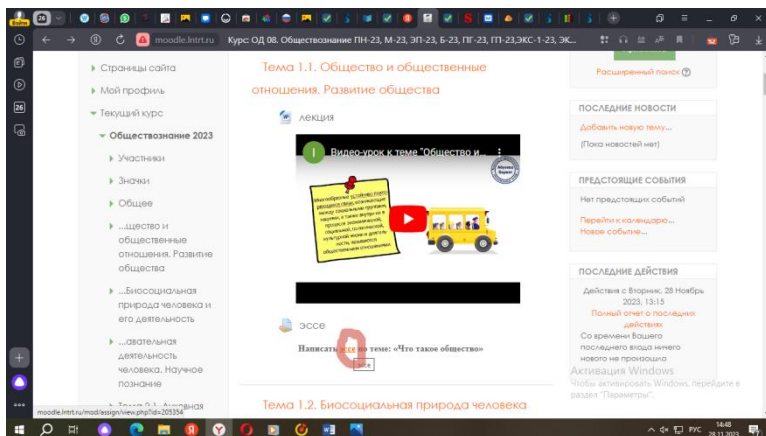 Войти
26
moodle.lntrt.ru
Курс: ОД 08. Обществознание ПН-23, М-23, ЭП-23, Б-23, ПГ-23, ГП-23,ЭКС-1-23, ЭК...
26
Страницы сайта
Мой профиль
Текущий курс
Обществознание 2023
Участники
Значки
Общее
...щество и
общественные
отношения. Развитие
общества
...Биосоциальная
природа человека и
его деятельность
...авательная
деятельность
человека. Научное
познание
Тема 1.1. Общество и общественные
отношения. Развитие общества
лекция
Видео-урок к теме "Общество и...
эссе
Написать эссе по теме: «Что такое общество»
эссе
Тема 1.2. Биосоциальная природа человека
Расширенный поиск
ПОСЛЕДНИЕ НОВОСТИ
Добавить новую тему...
(Пока новостей нет)
ПРЕДСТОЯЩИЕ СОБЫТИЯ
Нет предстоящих событий
Перейти к календарю...
Новое событие...
ПОСЛЕДНИЕ ДЕЙСТВИЯ
Действия с Вторник, 28 Ноябрь
2023, 13:15
Полный отчет о последних
действиях
Со времени Вашего
последнего входа ничего
нового не произошло
Активация Windows
Чтобы активировать Windows, перейдите в
раздел "Параметры".
moodle.lntrt.ru/mod/assign/view.php?id=205354
РУС
14:48
28.11.2023